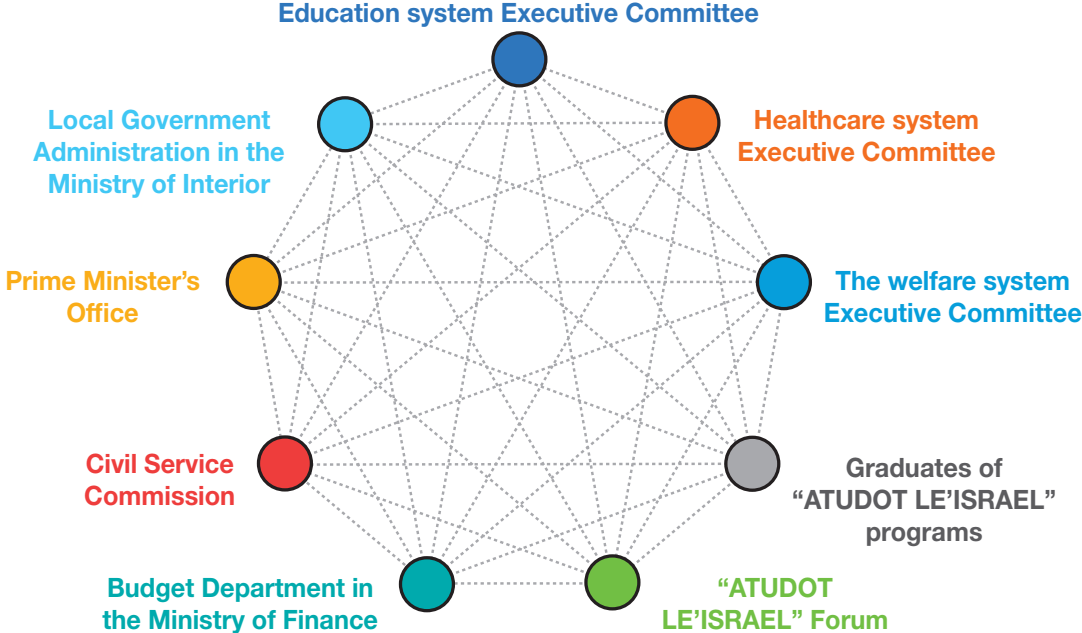 Education system Executive Committee
Local Government
Administration in the
Ministry of Interior
Healthcare system
Executive Committee
Prime Minister’s
Office
The welfare system
Executive Committee
Civil Service
Commission
Graduates of
“ATUDOT LE’ISRAEL”
programs
Budget Department in
the Ministry of Finance
“ATUDOT
LE’ISRAEL” Forum